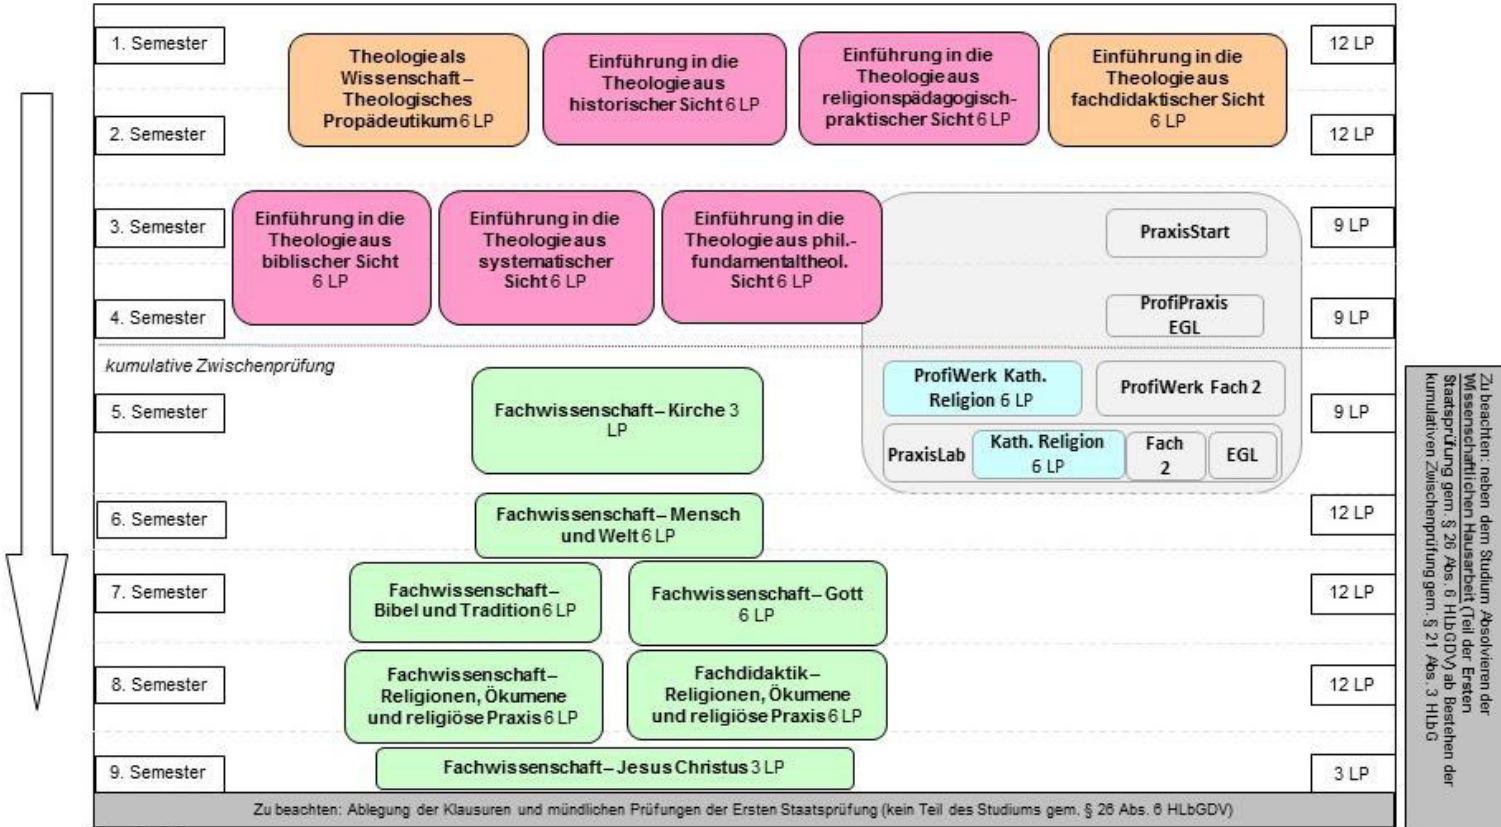 1. Semester
Theologie als
Wissenschaft –
Theologisches
Propädeutikum 6 LP
Einführung in die
Theologie aus
historischer Sicht 6 LP
Einführung in die
Theologie aus
religionspädagogisch-
praktischer Sicht 6 LP
Einführung in die
Theologie aus
fachdidaktischer Sicht
6 LP
12 LP
2. Semester
12 LP
3. Semester
Einführung in die
Theologie aus
biblischer Sicht
6 LP
Einführung in die
Theologie aus
systematischer
Sicht 6 LP
Einführung in die
Theologie aus phil.-
fundamentaltheol.
Sicht 6 LP
PraxisStart
9 LP
4. Semester
ProfiPraxis
EGL
9 LP
kumulative Zwischenprüfung
5. Semester
Fachwissenschaft – Kirche 3
LP
ProfiWerk Kath.
Religion 6 LP
ProfiWerk Fach 2
PraxisLab
Kath. Religion
6 LP
Fach
2
EGL
9 LP
6. Semester
Fachwissenschaft – Mensch
und Welt 6 LP
12 LP
7. Semester
Fachwissenschaft –
Bibel und Tradition 6 LP
Fachwissenschaft – Gott
6 LP
12 LP
8. Semester
Fachwissenschaft –
Religionen, Ökumene
und religiöse Praxis 6 LP
Fachdidaktik –
Religionen, Ökumene
und religiöse Praxis 6 LP
12 LP
9. Semester
Fachwissenschaft – Jesus Christus 3 LP
3 LP
Zu beachten: Ablegung der Klausuren und mündlichen Prüfungen der Ersten Staatsprüfung (kein Teil des Studiums gem. § 26 Abs. 6 HLbGDV)
Zu beachten: neben dem Studium Absolvieren der
Wissenschaftlichen Hausarbeit (Teil der Ersten
Staatsprüfung gem. § 26 Abs. 6 HLbGDV) ab Bestehen der
kumulativen Zwischenprüfung gem. § 21 Abs. 3 HLbG